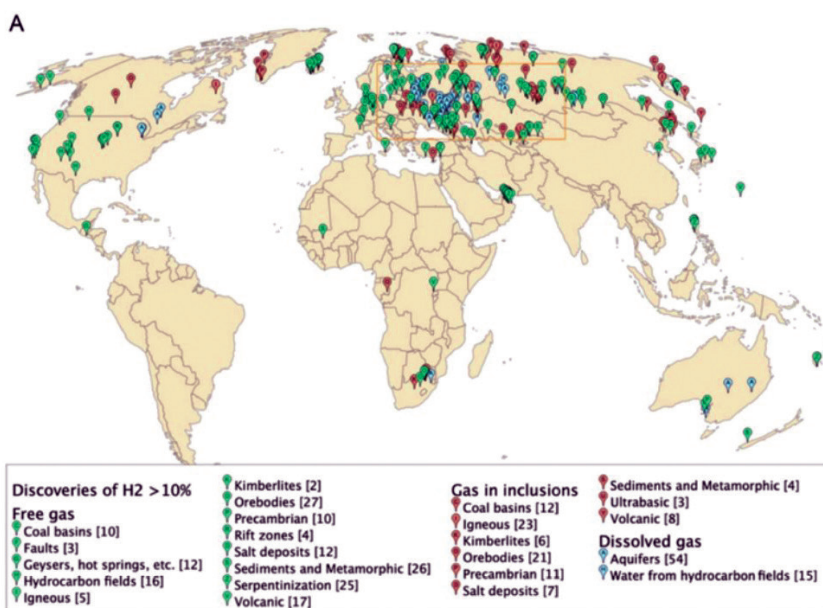 A
Discoveries of H2 >10%
Free gas
Coal basins [10]
Faults [3]
Geysers, hot springs, etc. [12]
Hydrocarbon fields [16]
Igneous [5]
Kimberlites [2]
Orebodies [27]
Precambrian [10]
Rift zones [4]
Salt deposits [12]
Sediments and Metamorphic [26]
Serpentinization [25]
Volcanic [17]
Gas in inclusions
Coal basins [12]
Igneous [23]
Kimberlites [6]
Orebodies [21]
Precambrian [11]
Salt deposits [7]
Sediments and Metamorphic [4]
Ultrabasic [3]
Volcanic [8]
Dissolved gas
Aquifers [54]
Water from hydrocarbon fields [15]